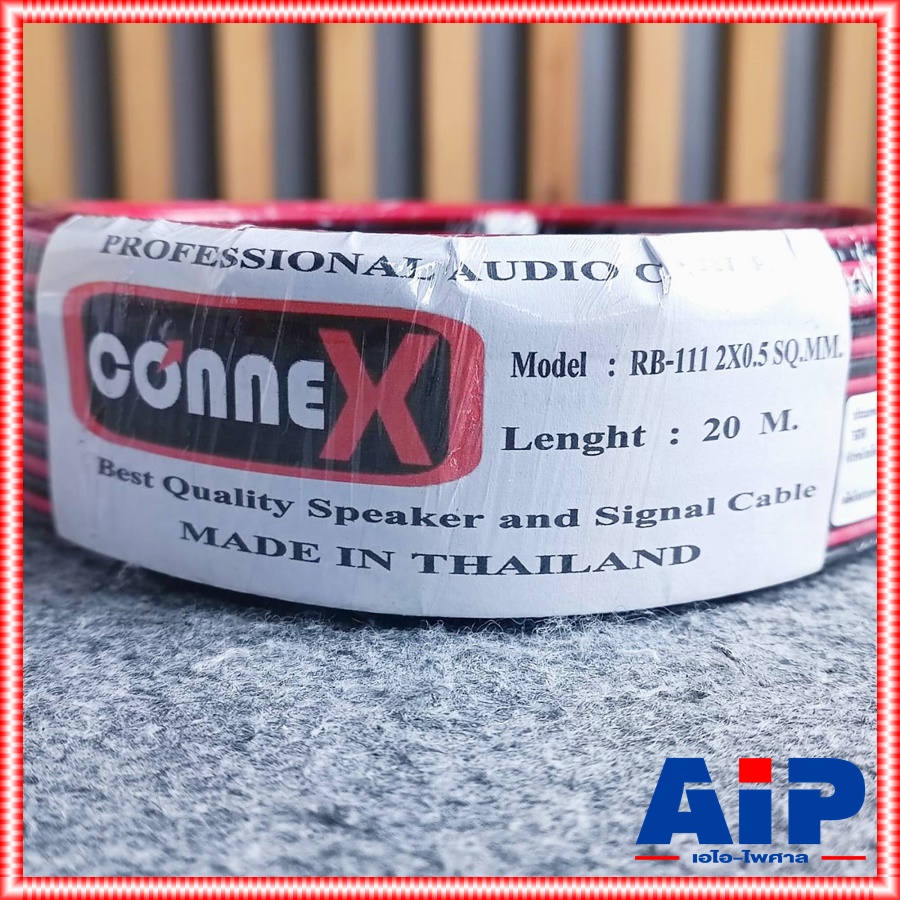 PROFESSIONAL AUDIO
CONNEX
Model : RB-111 2X0.5 SQ.MM.
Lenght : 20 M.
Best Quality Speaker and Signal Cable
MADE IN THAILAND
AiP
เอไอ-ไพศาล